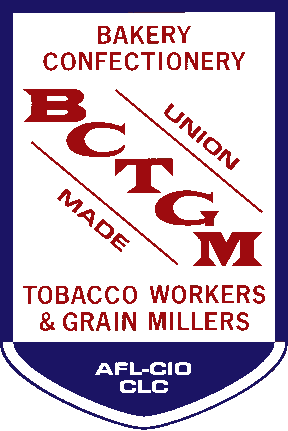 BAKERY
CONFECTIONERY
BCTGM
UNION
MADE
TOBACCO WORKERS
& GRAIN MILLERS
AFL-CIO
CLC